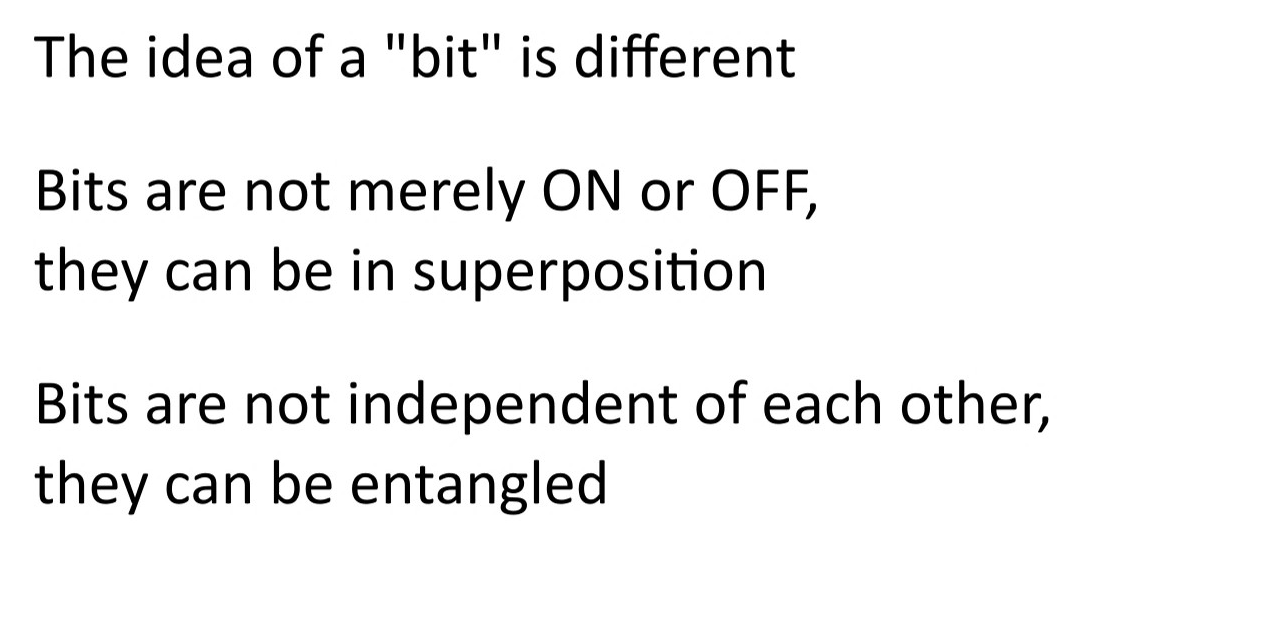 The idea of a "bit" is different
Bits are not merely ON or OFF,
they can be in superposition
Bits are not independent of each other,
they can be entangled